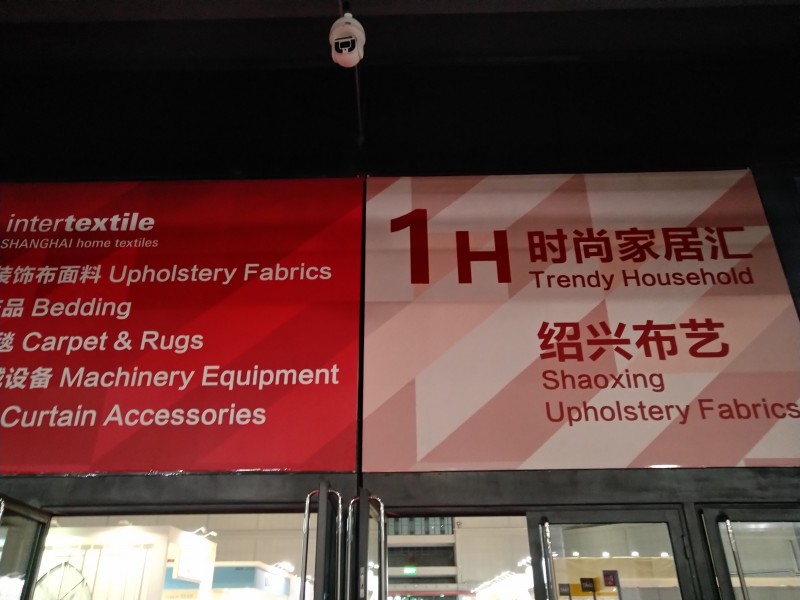 intertextile
SHANGHAI home textiles
装饰布面料 Upholstery Fabrics
品 Bedding
毯 Carpet & Rugs
设备 Machinery Equipment
Curtain Accessories
1H 时尚家居汇
Trendy Household
绍兴布艺
Shaoxing
Upholstery Fabrics